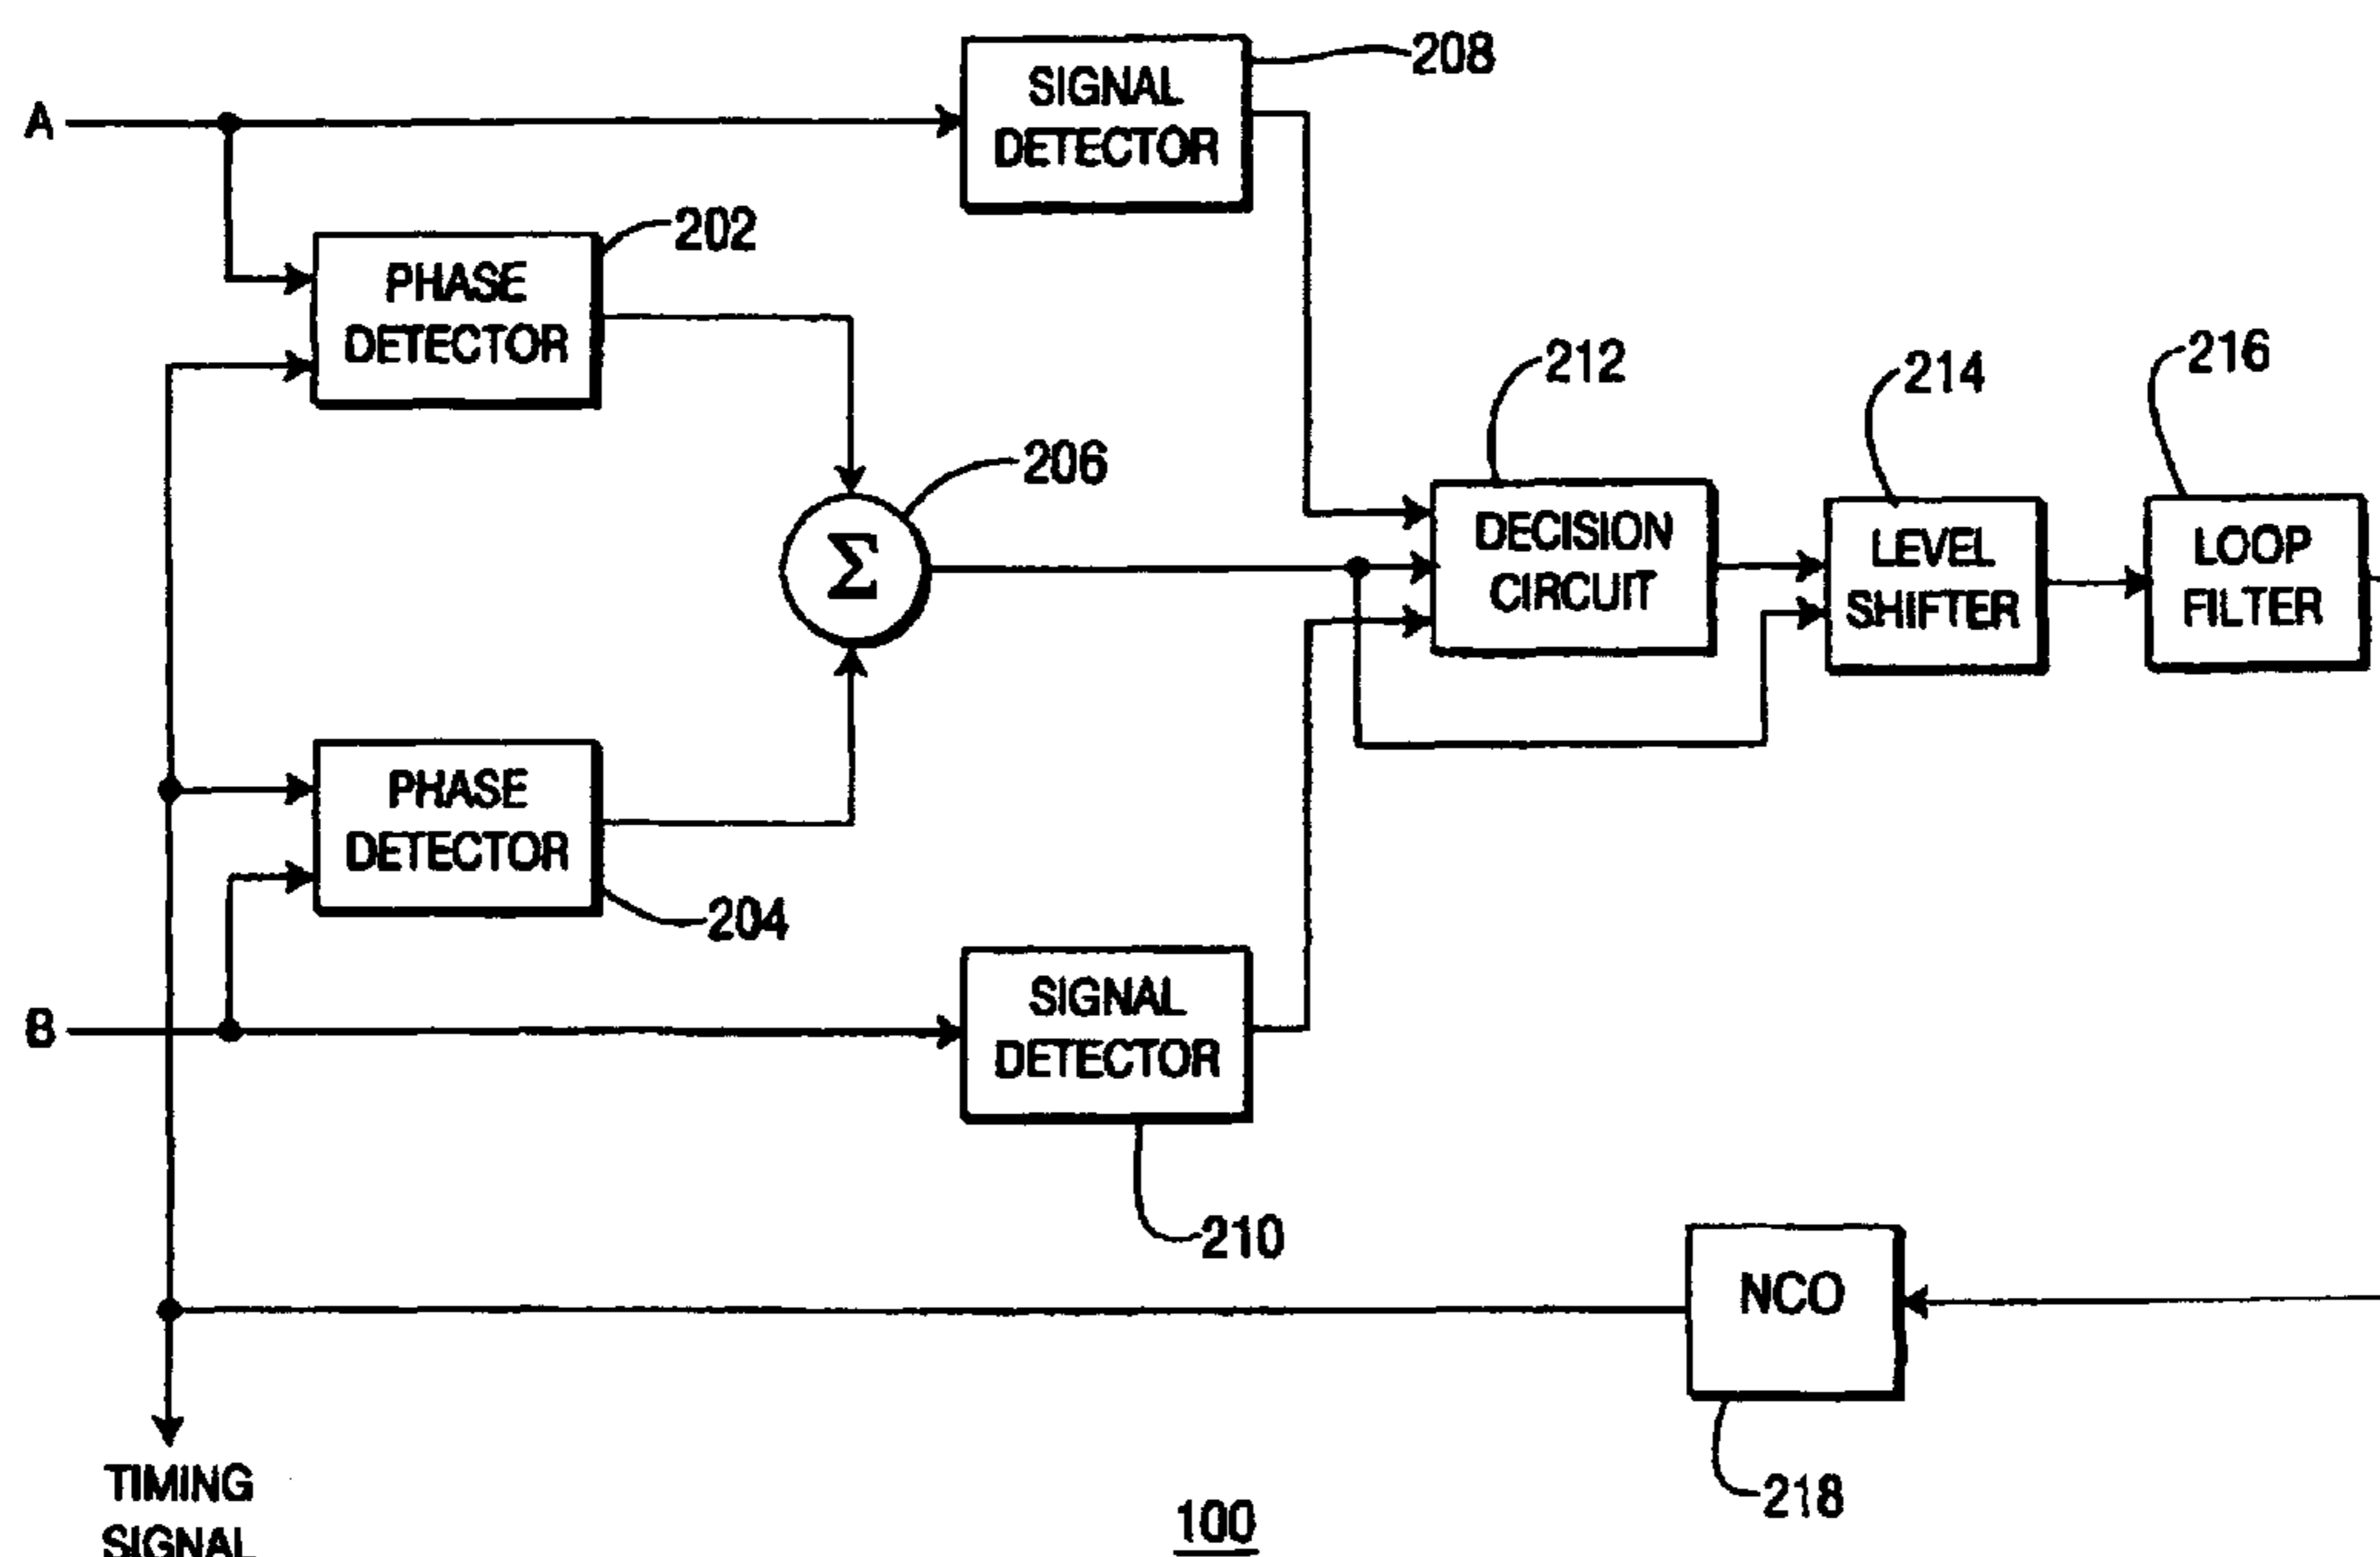 208
A
SIGNAL
DETECTOR
202
PHASE
DETECTOR
212
214
216
206
Σ
DECISION
CIRCUIT
LEVEL
SHIFTER
LOOP
FILTER
PHASE
DETECTOR
204
B
SIGNAL
DETECTOR
210
NCO
218
TIMING
SIGNAL
100